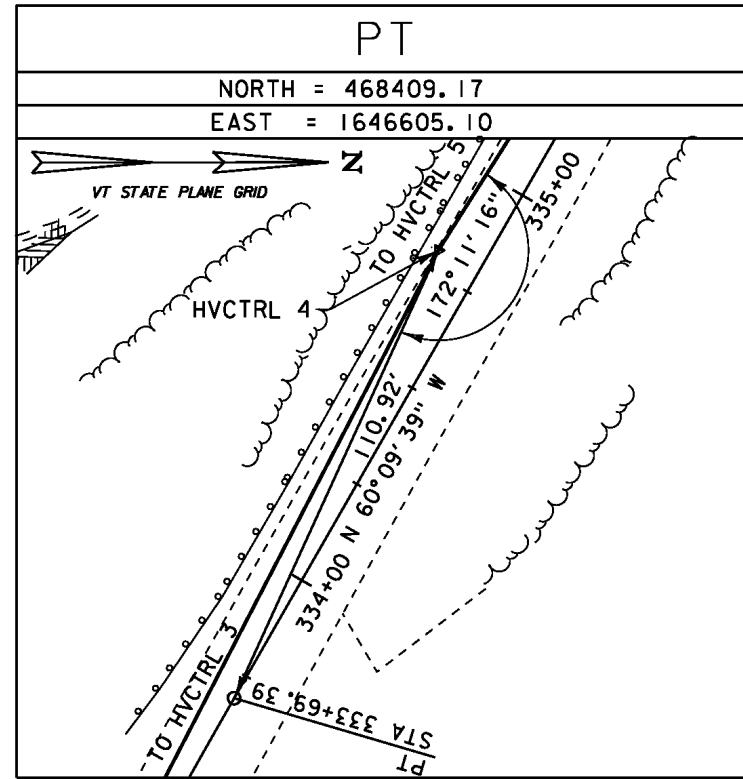 PT
NORTH = 468409.17
EAST = 1646605.10
N
VT STATE PLANE GRID
TO HVCTRL 5
335+00
172° 11' 16"
HVCTRL 4
110.92'
N 60°09'39" W
334+00
TO HVCTRL 3
STA 333+69.39
PT